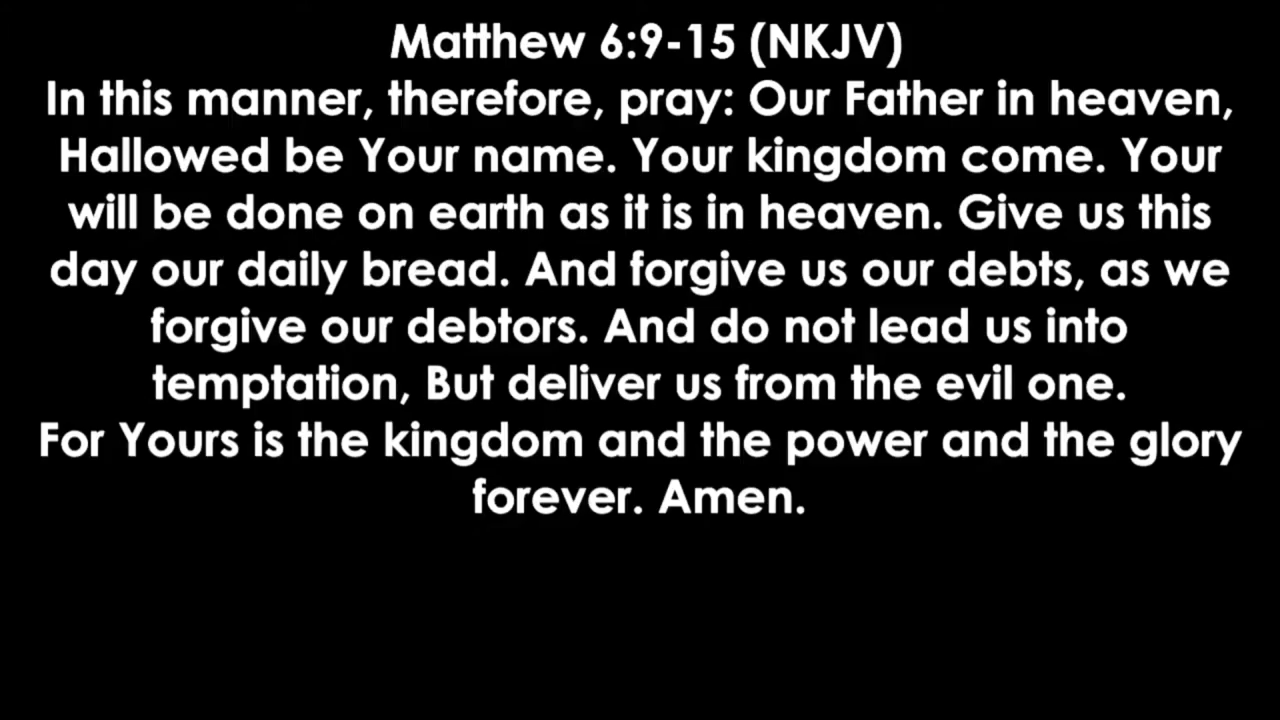 Matthew 6:9-15 (NKJV)
In this manner, therefore, pray: Our Father in heaven,
Hallowed be Your name. Your kingdom come. Your
will be done on earth as it is in heaven. Give us this
day our daily bread. And forgive us our debts, as we
forgive our debtors. And do not lead us into
temptation, But deliver us from the evil one.
For Yours is the kingdom and the power and the glory
forever. Amen.